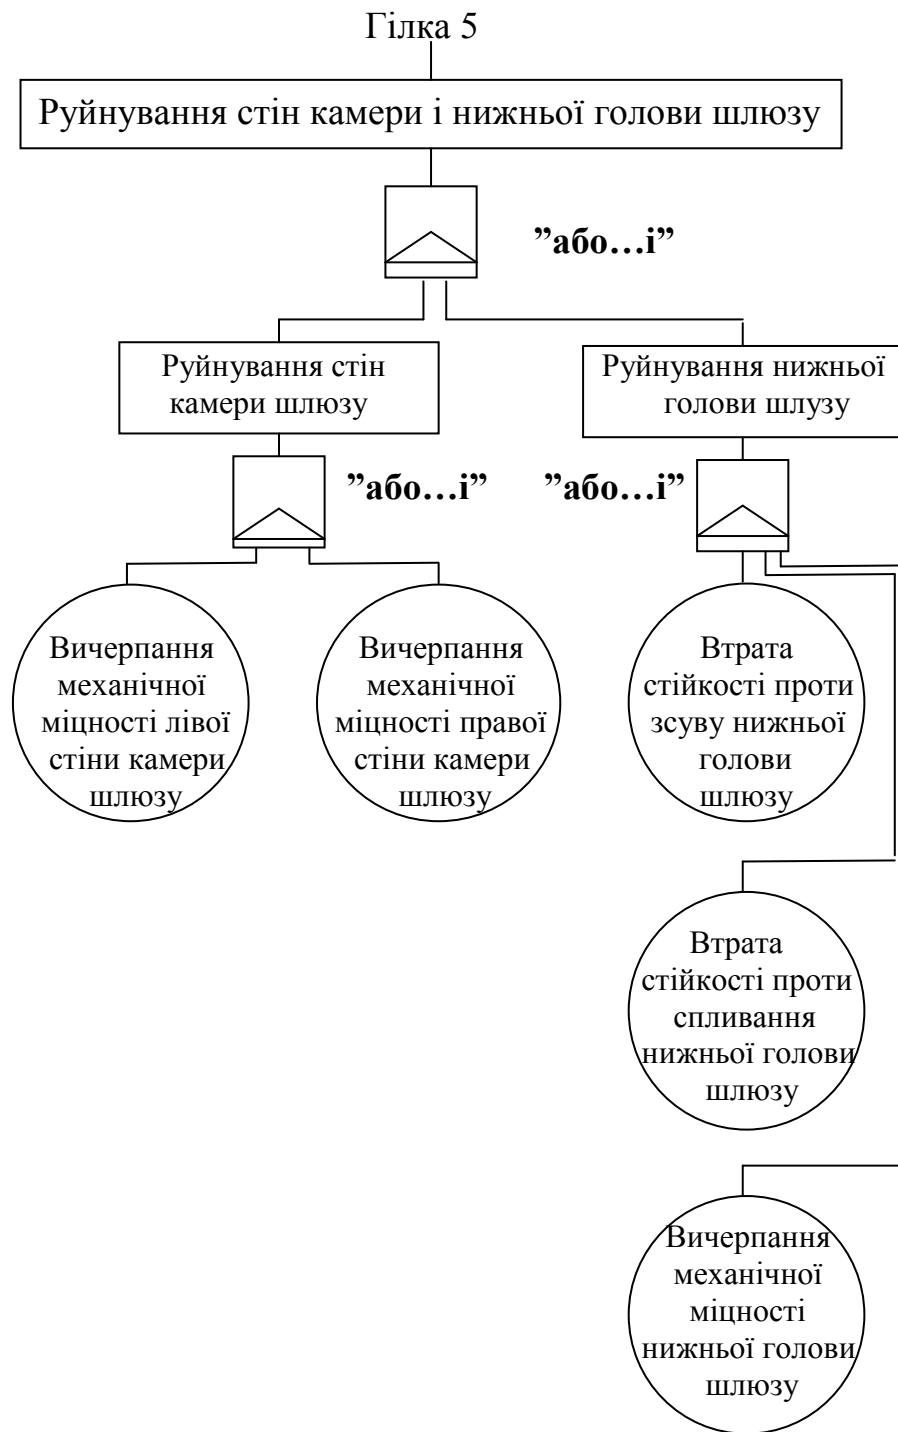 Гілка 5
Руйнування стін камери і нижньої голови шлюзу
”або…і”
Руйнування стін
камери шлюзу
Руйнування нижньої
голови шлузу
”або…і”
”або…і”
Вичерпання
механічної
міцності лівої
стіни камери
шлюзу
Вичерпання
механічної
міцності правої
стіни камери
шлюзу
Втрата
стійкості проти
зсуву нижньої
голови
шлюзу
Втрата
стійкості проти
спливання
нижньої голови
шлюзу
Вичерпання
механічної
міцності
нижньої голови
шлюзу